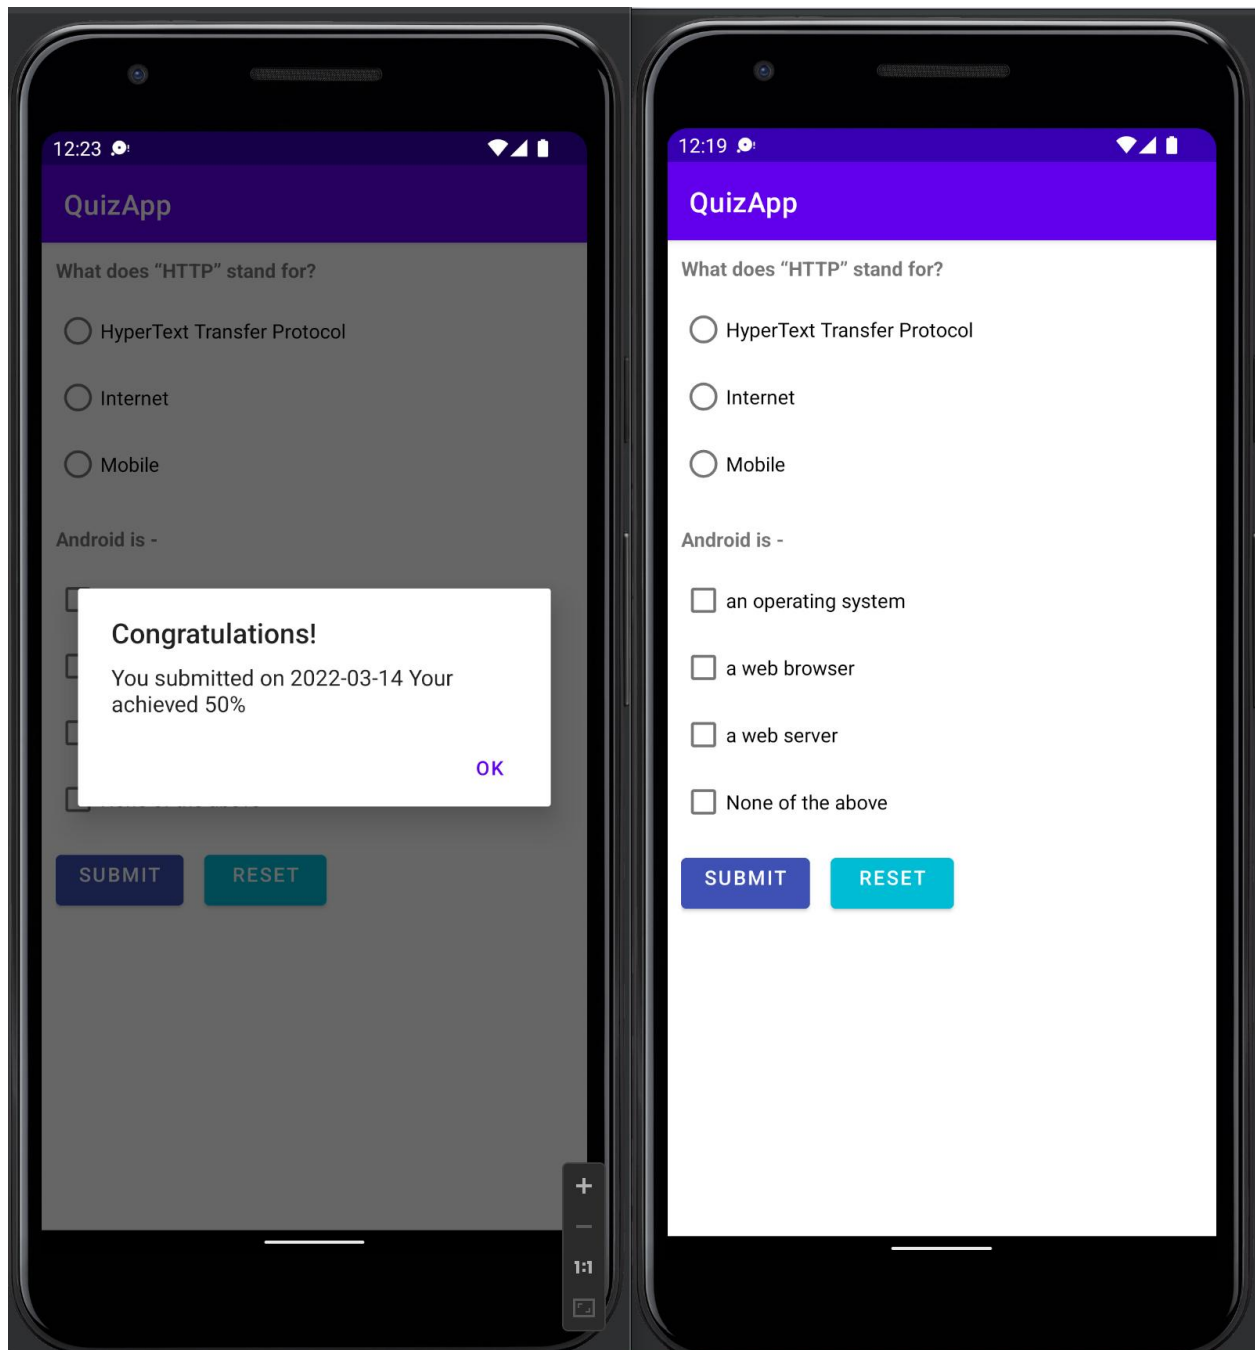 12:23
QuizApp
What does “HTTP” stand for?
HyperText Transfer Protocol
Internet
Mobile
Android is -
Congratulations!
You submitted on 2022-03-14 Your
achieved 50%
OK
SUBMIT RESET
1:1
12:19
QuizApp
What does “HTTP” stand for?
HyperText Transfer Protocol
Internet
Mobile
Android is -
an operating system
a web browser
a web server
None of the above
SUBMIT RESET